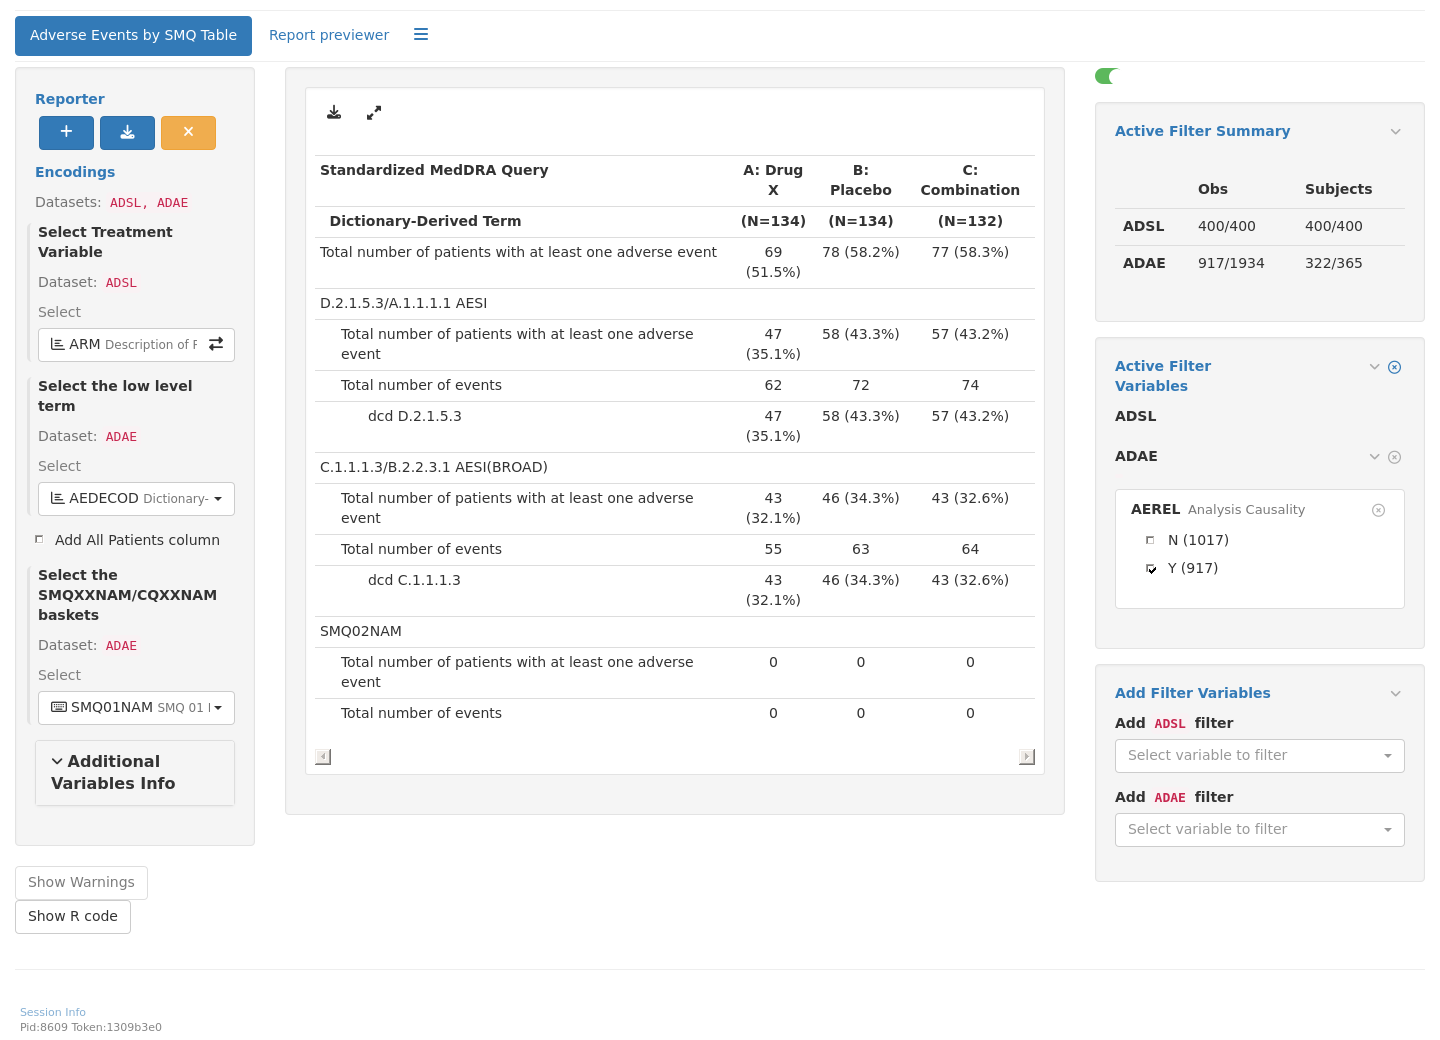 Adverse Events by SMQ Table
Report previewer
Reporter
Encodings
Datasets: ADSL, ADAE
Select Treatment
Variable
Dataset: ADSL
Select
ARM Description of
Select the low level
term
Dataset: ADAE
Select
AEDECOD Dictionary-
Add All Patients column
Select the
SMQXXNAM/CQXXNAM
baskets
Dataset: ADAE
Select
SMQ01NAM SMQ 01
Additional
Variables Info
Show Warnings
Show R code
Standardized MedDRA Query A: Drug B: C:
X Placebo Combination
Dictionary-Derived Term (N=134) (N=134) (N=132)
Total number of patients with at least one adverse event 69 78 (58.2%) 77 (58.3%)
(51.5%)
D.2.1.5.3/A.1.1.1.1 AESI
Total number of patients with at least one adverse 47 58 (43.3%) 57 (43.2%)
event (35.1%)
Total number of events 62 72 74
dcd D.2.1.5.3 47 58 (43.3%) 57 (43.2%)
(35.1%)
C.1.1.1.3/B.2.2.3.1 AESI(BROAD)
Total number of patients with at least one adverse 43 46 (34.3%) 43 (32.6%)
event (32.1%)
Total number of events 55 63 64
dcd C.1.1.1.3 43 46 (34.3%) 43 (32.6%)
(32.1%)
SMQ02NAM
Total number of patients with at least one adverse 0 0 0
event
Total number of events 0 0 0
Active Filter Summary
Obs Subjects
ADSL 400/400 400/400
ADAE 917/1934 322/365
Active Filter
Variables
ADSL
ADAE
AEREL Analysis Causality
N (1017)
Y (917)
Add Filter Variables
Add ADSL filter
Select variable to filter
Add ADAE filter
Select variable to filter
Session Info
Pid:8609 Token:1309b3e0